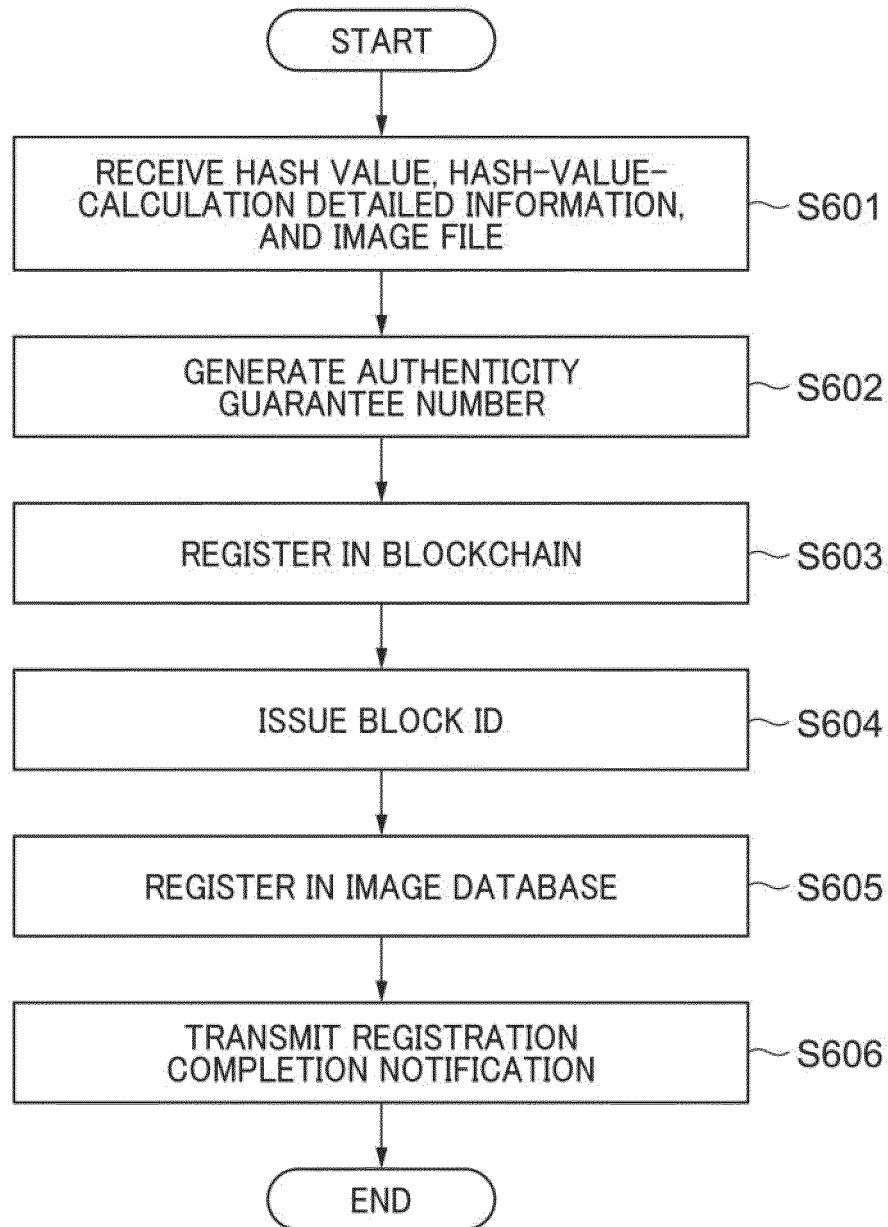 START
RECEIVE HASH VALUE, HASH-VALUE-
CALCULATION DETAILED INFORMATION,
AND IMAGE FILE
S601
GENERATE AUTHENTICITY
GUARANTEE NUMBER
S602
REGISTER IN BLOCKCHAIN
S603
ISSUE BLOCK ID
S604
REGISTER IN IMAGE DATABASE
S605
TRANSMIT REGISTRATION
COMPLETION NOTIFICATION
S606
END